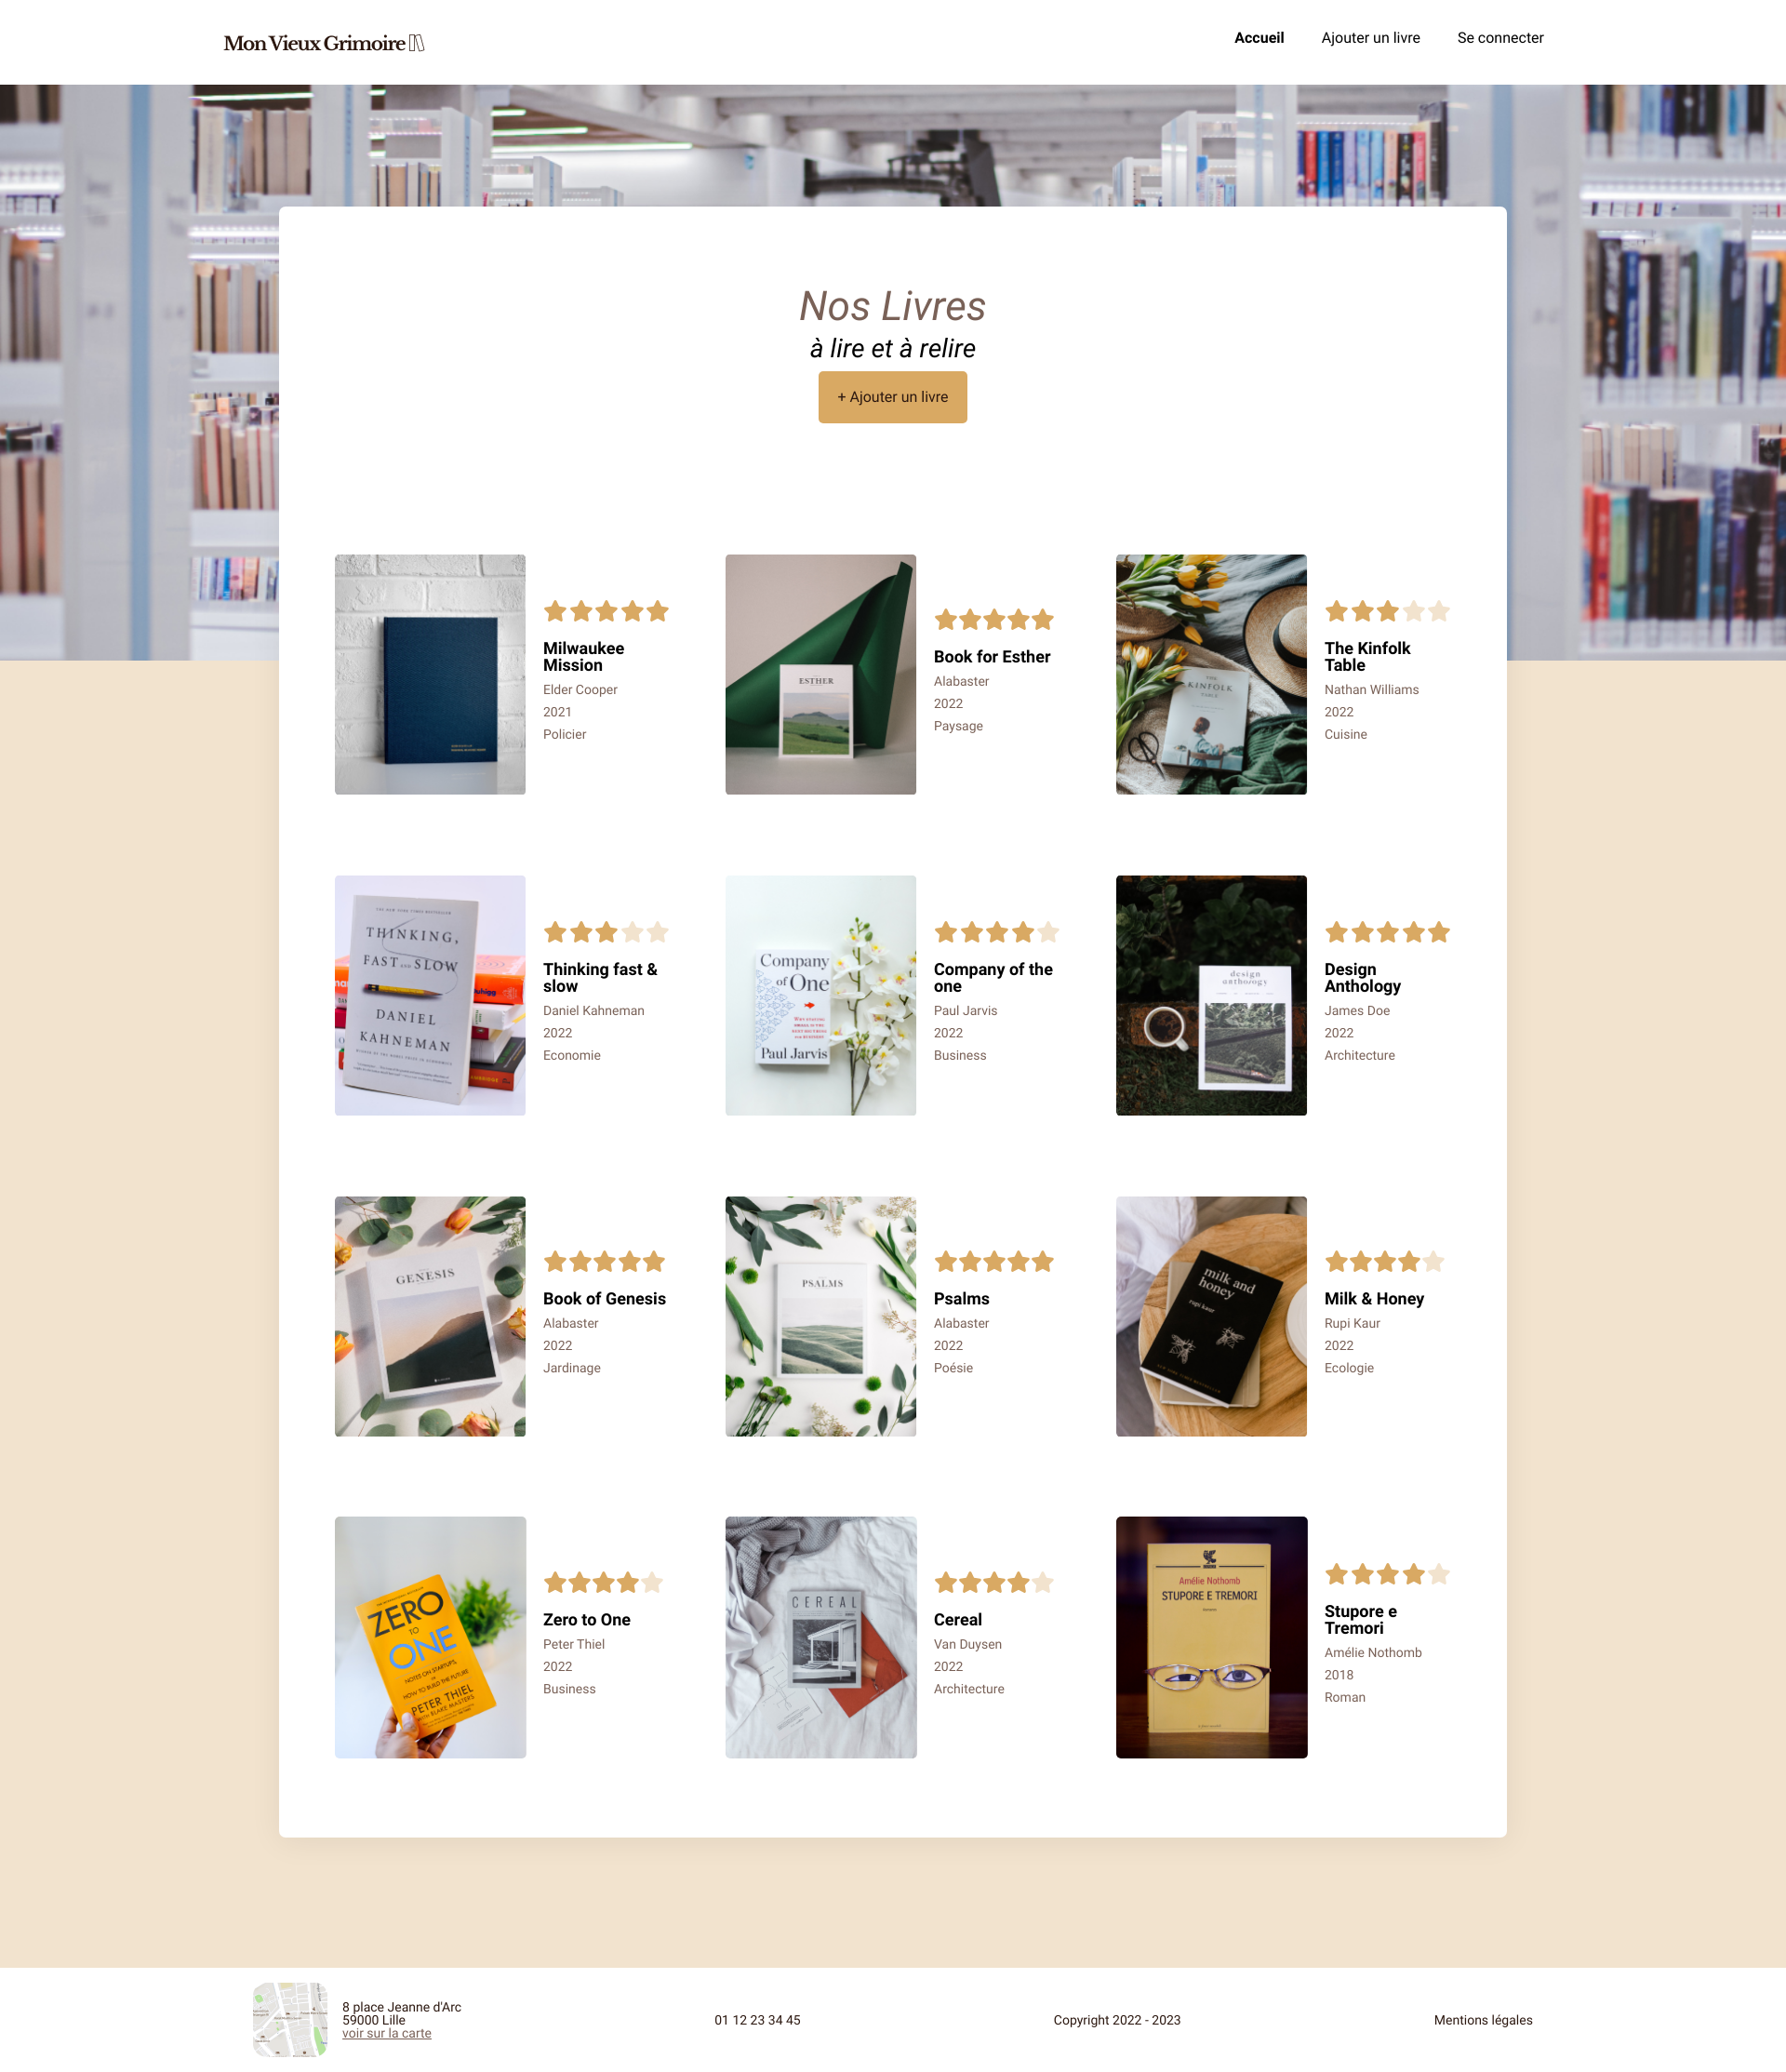 Mon Vieux Grimoire
Accueil
Ajouter un livre
Se connecter
Nos Livres
à lire et à relire
+ Ajouter un livre
Milwaukee
Mission
Elder Cooper
2021
Policier
ESTHER
Book for Esther
Alabaster
2022
Paysage
THE
KINFOLK
TABLE
The Kinfolk
Table
Nathan Williams
2022
Cuisine
THINKING,
FAST AND SLOW
DANIEL
KAHNEMAN
Thinking fast &
slow
Daniel Kahneman
2022
Economie
Company
of One
Paul Jarvis
Company of the
one
Paul Jarvis
2022
Business
design
anthology
Design
Anthology
James Doe
2022
Architecture
GENESIS
Book of Genesis
Alabaster
2022
Jardinage
PSALMS
Psalms
Alabaster
2022
Poésie
milk and
honey
rupi kaur
Milk & Honey
Rupi Kaur
2022
Ecologie
ZERO
TO
ONE
NOTES ON STARTUPS,
OR
HOW TO BUILD THE FUTURE
PETER THIEL
WITH BLAKE MASTERS
Zero to One
Peter Thiel
2022
Business
CEREAL
Cereal
Van Duysen
2022
Architecture
Amélie Nothomb
STUPORE E TREMORI
Stupore e
Tremori
Amélie Nothomb
2018
Roman
8 place Jeanne d'Arc
59000 Lille
voir sur la carte
01 12 23 34 45
Copyright 2022 - 2023
Mentions légales